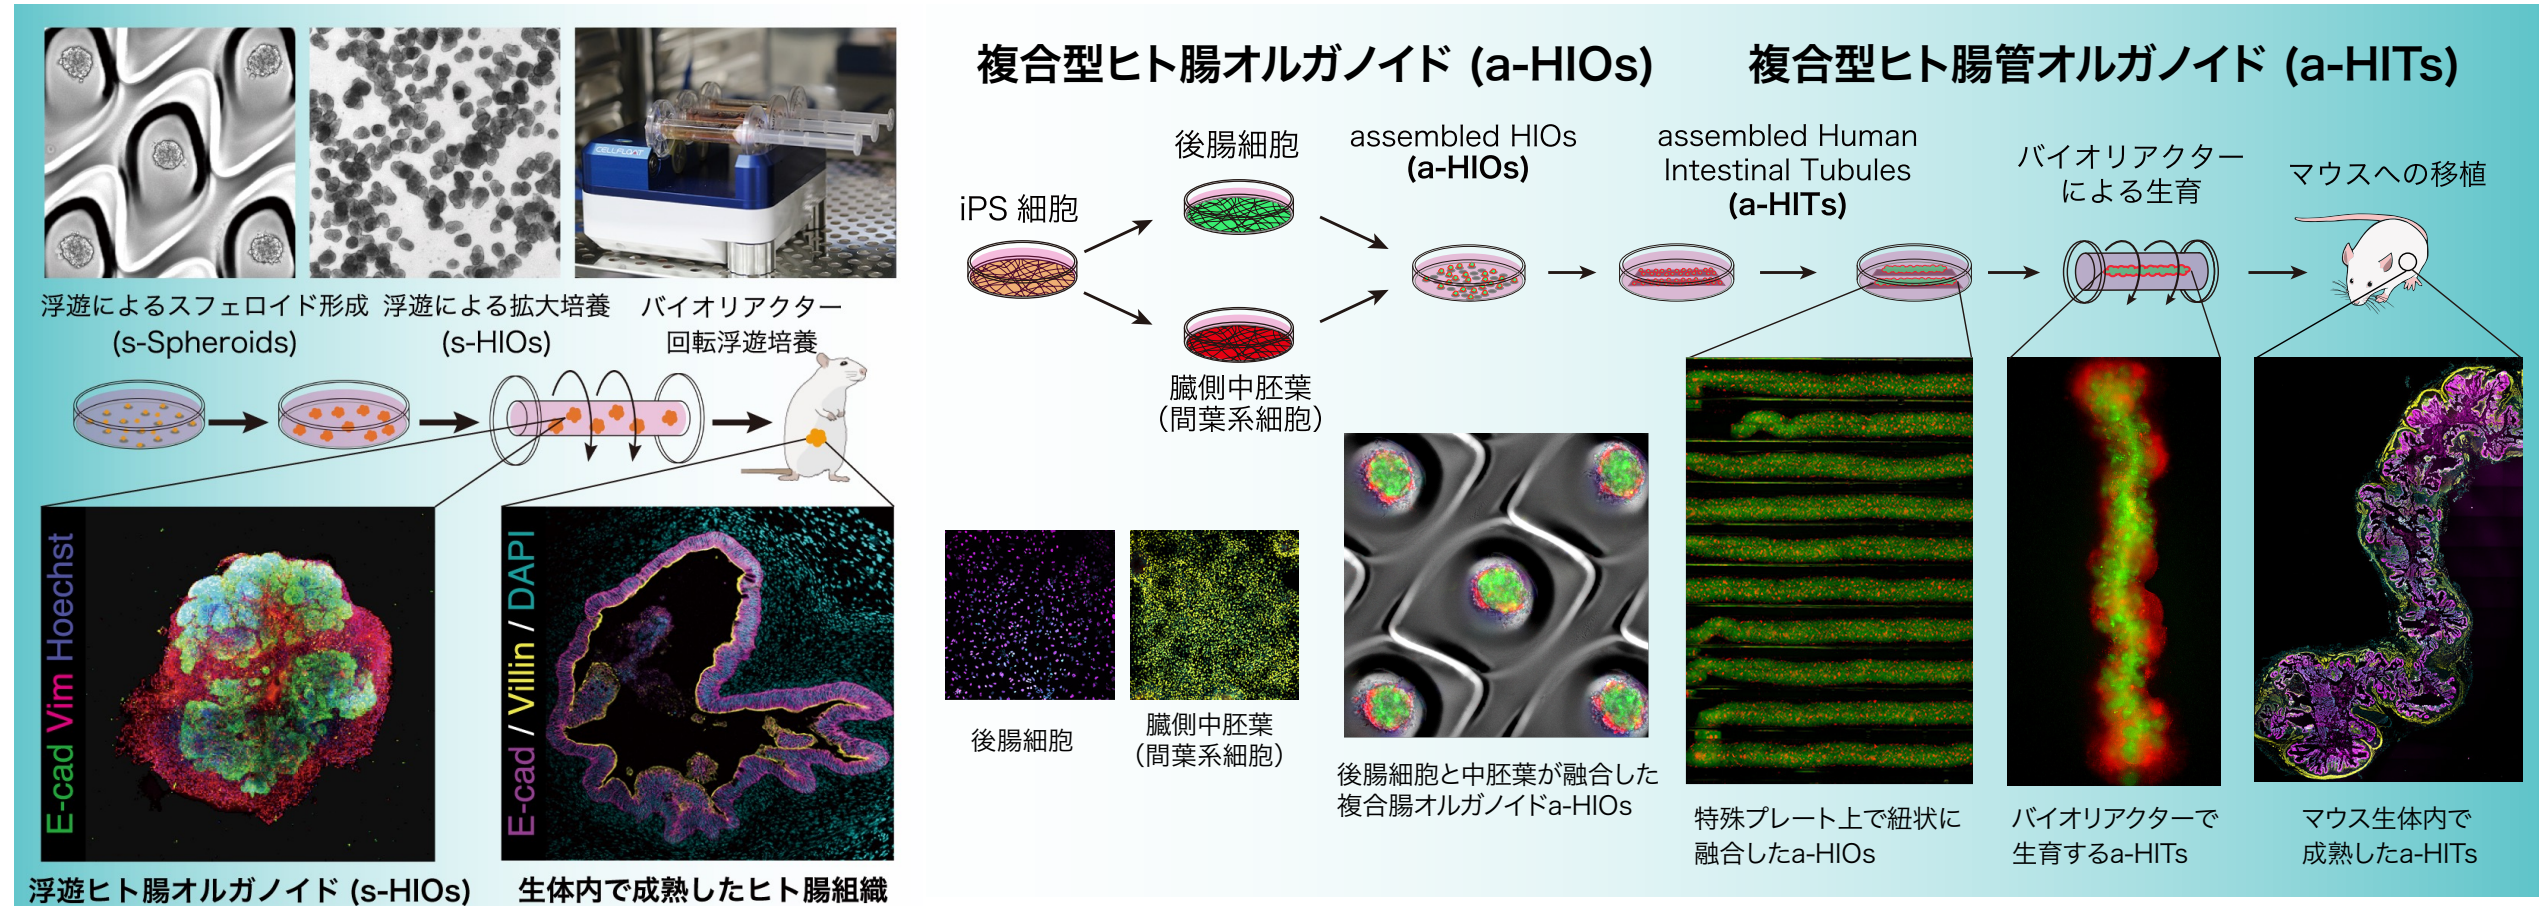 CELLFLOAT
浮遊によるスフェロイド形成
(s-Spheroids)
浮遊による拡大培養
(s-HIOs)
バイオリアクター
回転浮遊培養
E-cad Vim Hoechst
E-cad / Villin / DAPI
浮遊ヒト腸オルガノイド (s-HIOs)
生体内で成熟したヒト腸組織
複合型ヒト腸オルガノイド (a-HIOs)
複合型ヒト腸管オルガノイド (a-HITs)
iPS 細胞
後腸細胞
臓側中胚葉
（間葉系細胞）
assembled HIOs
(a-HIOs)
assembled Human
Intestinal Tubules
(a-HITs)
バイオリアクター
による生育
マウスへの移植
後腸細胞
臓側中胚葉
（間葉系細胞）
後腸細胞と中胚葉が融合した
複合腸オルガノイドa-HIOs
特殊プレート上で紐状に
融合したa-HIOs
バイオリアクターで
生育するa-HITs
マウス生体内で
成熟したa-HITs